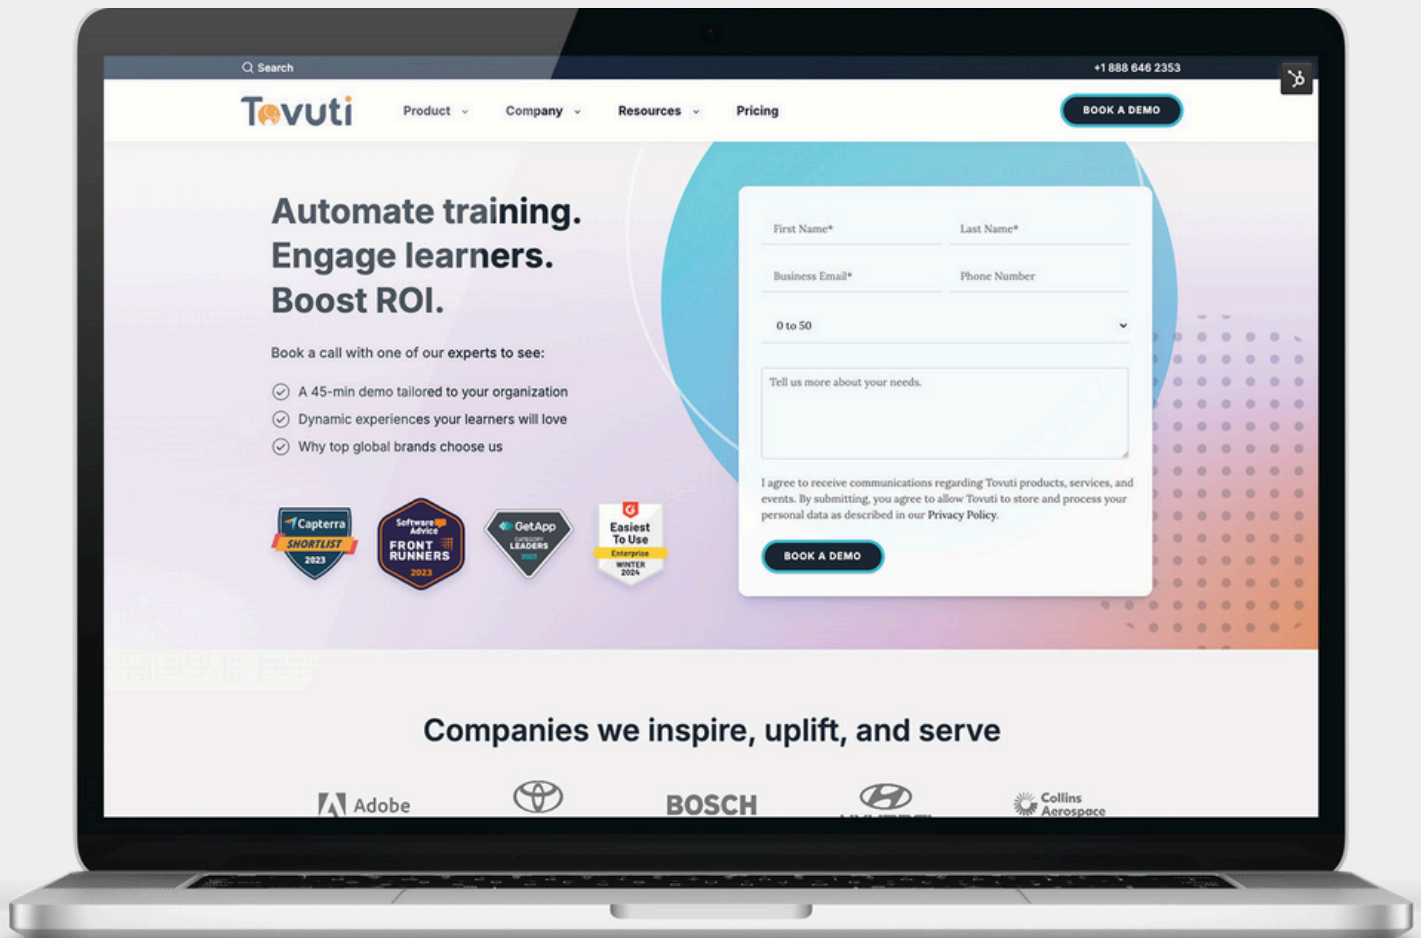 Search
+1 888 646 2353
Tovuti
Product
Company
Resources
Pricing
BOOK A DEMO
Automate training.
Engage learners.
Boost ROI.
Book a call with one of our experts to see:
A 45-min demo tailored to your organization
Dynamic experiences your learners will love
Why top global brands choose us
Capterra
SHORTLIST
2023
Software
Advice
FRONT
RUNNERS
2023
GetApp
CATEGORY
LEADERS
2023
G
Easiest
To Use
Enterprise
WINTER
2024
First Name*
Last Name*
Business Email*
Phone Number
0 to 50
Tell us more about your needs.
I agree to receive communications regarding Tovuti products, services, and
events. By submitting, you agree to allow Tovuti to store and process your
personal data as described in our Privacy Policy.
BOOK A DEMO
Companies we inspire, uplift, and serve
Adobe
BOSCH
HYUNDAI
Collins
Aerospace